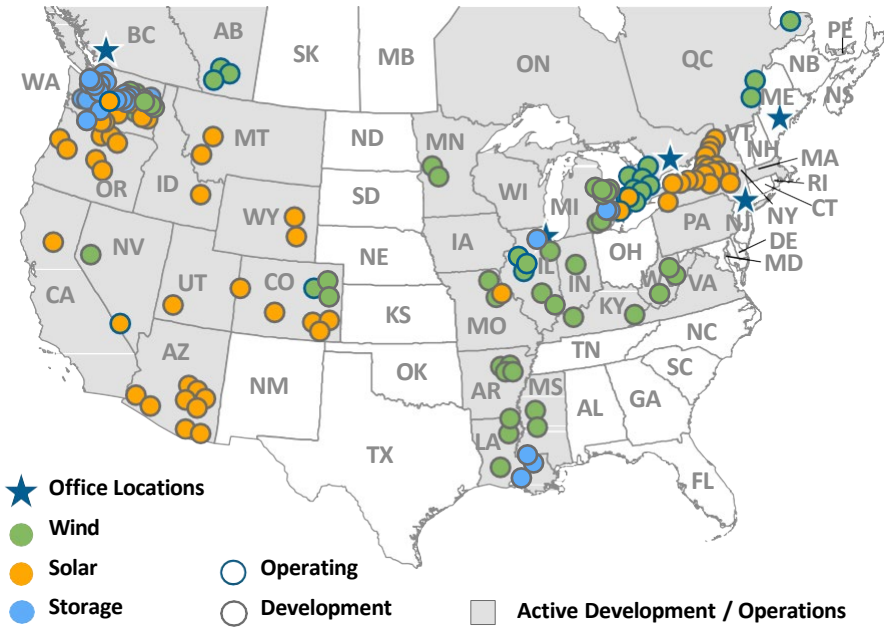 PE
BC
AB
SK
MB
ON
QC
NB
NS
WA
ME
MT
ND
MN
VT
NH
MA
RI
CT
OR
ID
SD
WI
MI
NY
WY
IA
PA
NJ
DE
MD
NV
NE
OH
CA
UT
CO
IL
IN
W
VA
KS
MO
KY
NC
TN
AZ
NM
OK
AR
SC
MS
AL
GA
LA
TX
FL
Office Locations
Wind
Solar
Operating
Storage
Development
Active Development / Operations